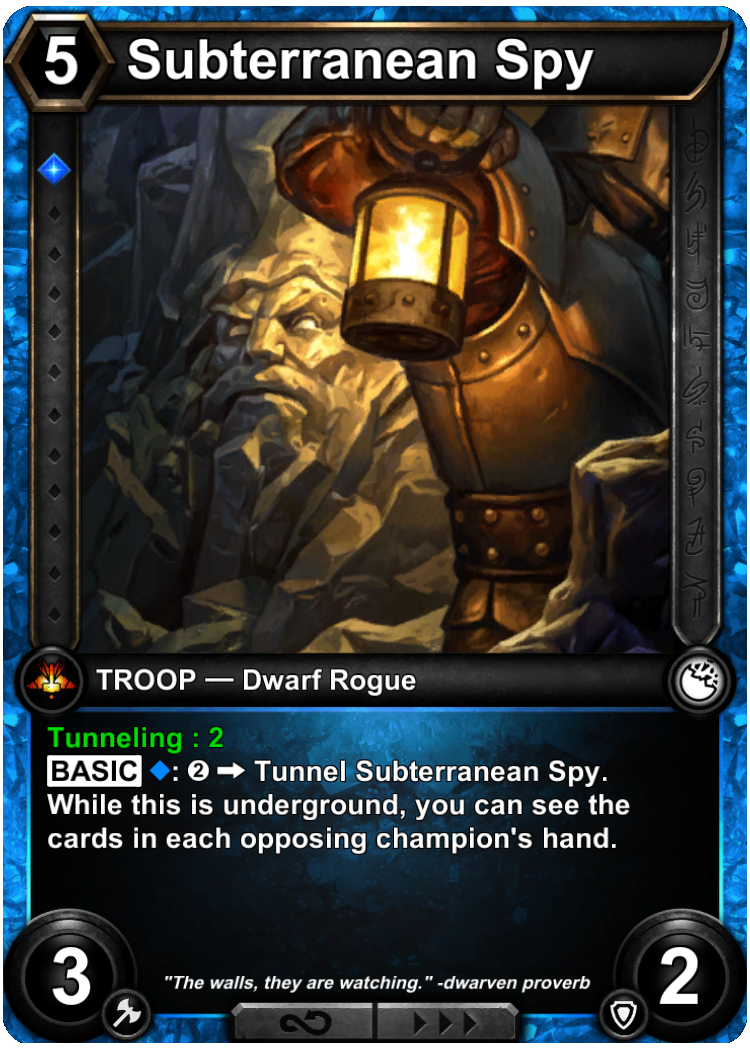 5 Subterranean Spy
TROOP — Dwarf Rogue
Tunneling : 2
BASIC ◆: ② ➡ Tunnel Subterranean Spy.
While this is underground, you can see the
cards in each opposing champion's hand.
"The walls, they are watching." -dwarven proverb
3 2